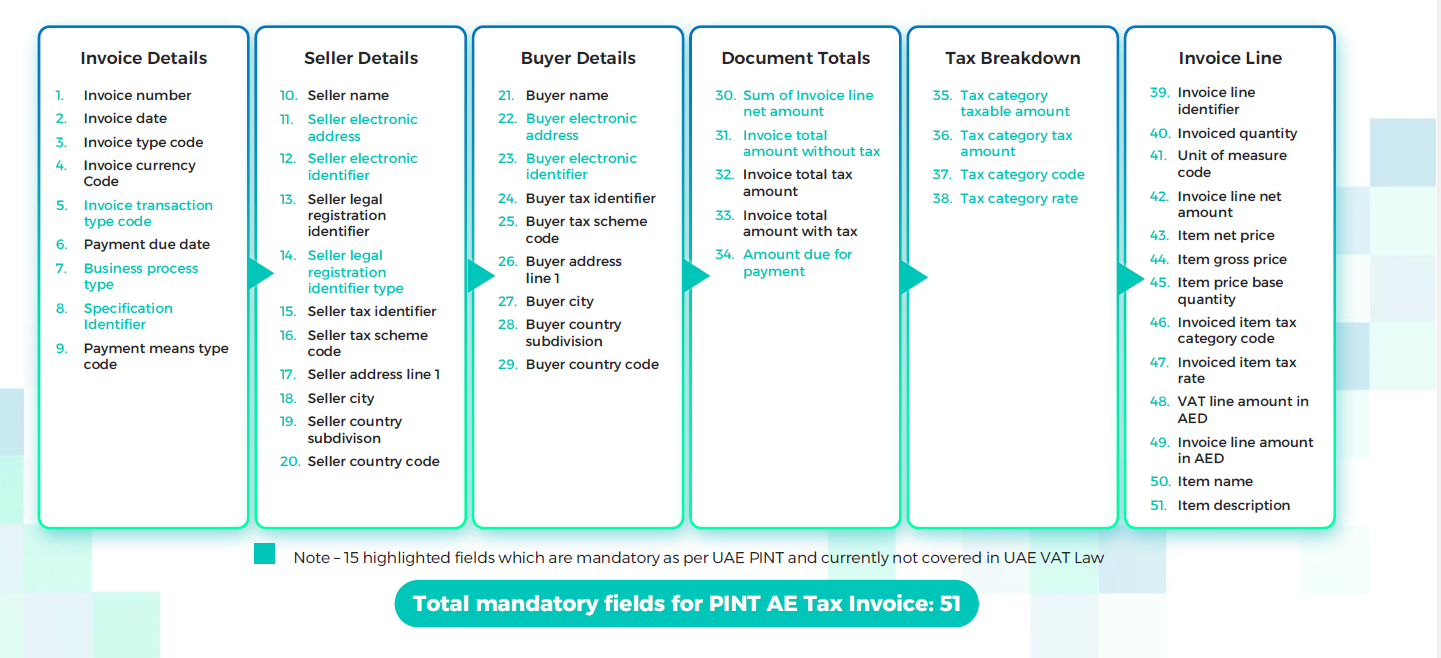 Invoice Details
1. Invoice number
2. Invoice date
3. Invoice type code
4. Invoice currency
Code
5. Invoice transaction
type code
6. Payment due date
7. Business process
type
8. Specification
Identifier
9. Payment means type
code
Seller Details
10. Seller name
11. Seller electronic
address
12. Seller electronic
identifier
13. Seller legal
registration
identifier
14. Seller legal
registration
identifier type
15. Seller tax identifier
16. Seller tax scheme
code
17. Seller address line 1
18. Seller city
19. Seller country
subdivison
20. Seller country code
Buyer Details
21. Buyer name
22. Buyer electronic
address
23. Buyer electronic
identifier
24. Buyer tax identifier
25. Buyer tax scheme
code
26. Buyer address
line 1
27. Buyer city
28. Buyer country
subdivision
29. Buyer country code
Document Totals
30. Sum of Invoice line
net amount
31. Invoice total
amount without tax
32. Invoice total tax
amount
33. Invoice total
amount with tax
34. Amount due for
payment
Tax Breakdown
35. Tax category
taxable amount
36. Tax category tax
amount
37. Tax category code
38. Tax category rate
Invoice Line
39. Invoice line
identifier
40. Invoiced quantity
41. Unit of measure
code
42. Invoice line net
amount
43. Item net price
44. Item gross price
45. Item price base
quantity
46. Invoiced item tax
category code
47. Invoiced item tax
rate
48. VAT line amount in
AED
49. Invoice line amount
in AED
50. Item name
51. Item description
Note – 15 highlighted fields which are mandatory as per UAE PINT and currently not covered in UAE VAT Law
Total mandatory fields for PINT AE Tax Invoice: 51